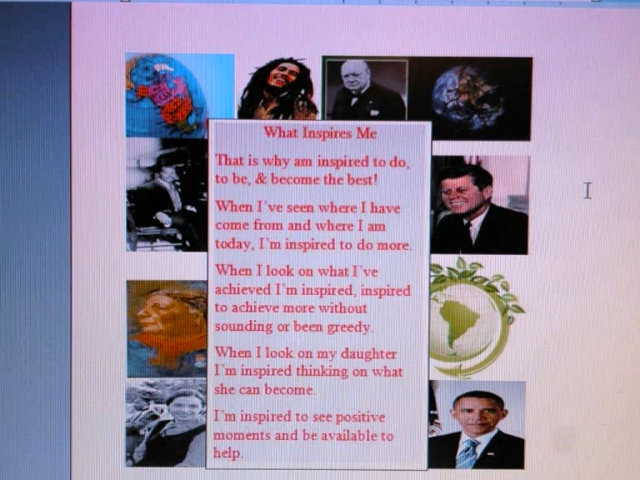 What Inspires Me
That is why am inspired to do,
to be, & become the best!
When I've seen where I have
come from and where I am
today, I'm inspired to do more.
When I look on what I've
achieved I'm inspired, inspired
to achieve more without
sounding or been greedy.
When I look on my daughter
I'm inspired thinking on what
she can become.
I'm inspired to see positive
moments and be available to
help.